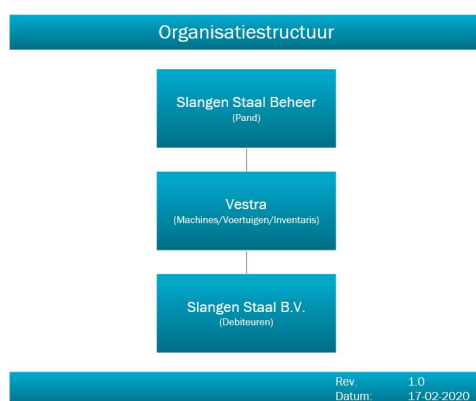 Organisatiestructuur
Slangen Staal Beheer
(Pand)
Vestra
(Machines/Voertuigen/Inventaris)
Slangen Staal B.V.
(Debiteuren)
Rev. 1.0
Datum: 17-02-2020